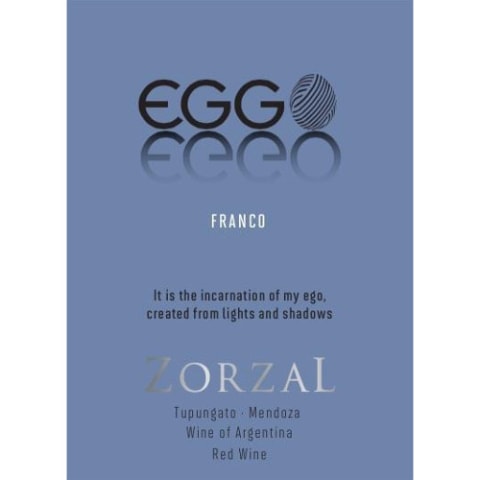 EGGO
FRANCO
It is the incarnation of my ego,
created from lights and shadows
ZORZAL
Tupungato · Mendoza
Wine of Argentina
Red Wine